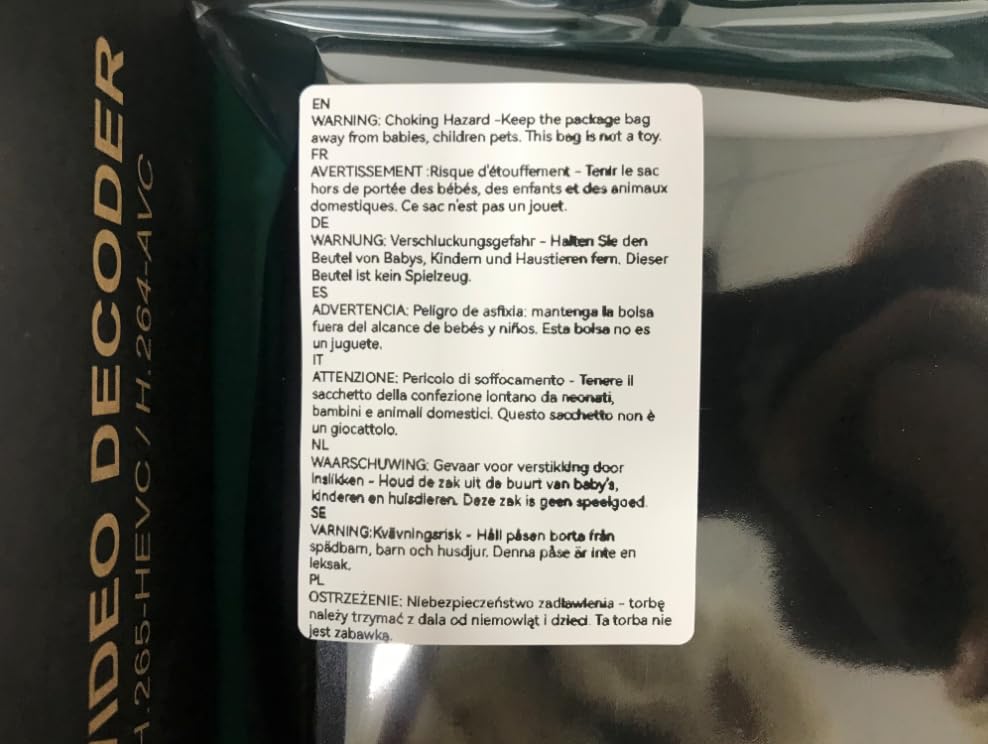 VIDEO DECODER
H.265-HEVC / H.264-AVC
EN
WARNING: Choking Hazard -Keep the package bag
away from babies, children pets. This bag is not a toy.
FR
AVERTISSEMENT :Risque d'étouffement - Tenir le sac
hors de portée des bébés, des enfants et des animaux
domestiques. Ce sac n'est pas un jouet.
DE
WARNUNG: Verschluckungsgefahr - Halten Sie den
Beutel von Babys, Kindern und Haustieren fern. Dieser
Beutel ist kein Spielzeug.
ES
ADVERTENCIA: Peligro de asfixia: mantenga la bolsa
fuera del alcance de bebés y niños. Esta bolsa no es
un juguete.
IT
ATTENZIONE: Pericolo di soffocamento - Tenere il
sacchetto della confezione lontano da neonati,
bambini e animali domestici. Questo sacchetto non è
un giocattolo.
NL
WAARSCHUWING: Gevaar voor verstikking door
inslikken - Houd de zak uit de buurt van baby's,
kinderen en huisdieren. Deze zak is geen speelgoed.
SE
VARNING:Kvävningsrisk - Håll påsen borta från
spädbarn, barn och husdjur. Denna påse är inte en
leksak.
PL
OSTRZEŻENIE: Niebezpieczeństwo zadławienia - torbę
należy trzymać z dala od niemowląt i dzieci. Ta torba nie
jest zabawką.